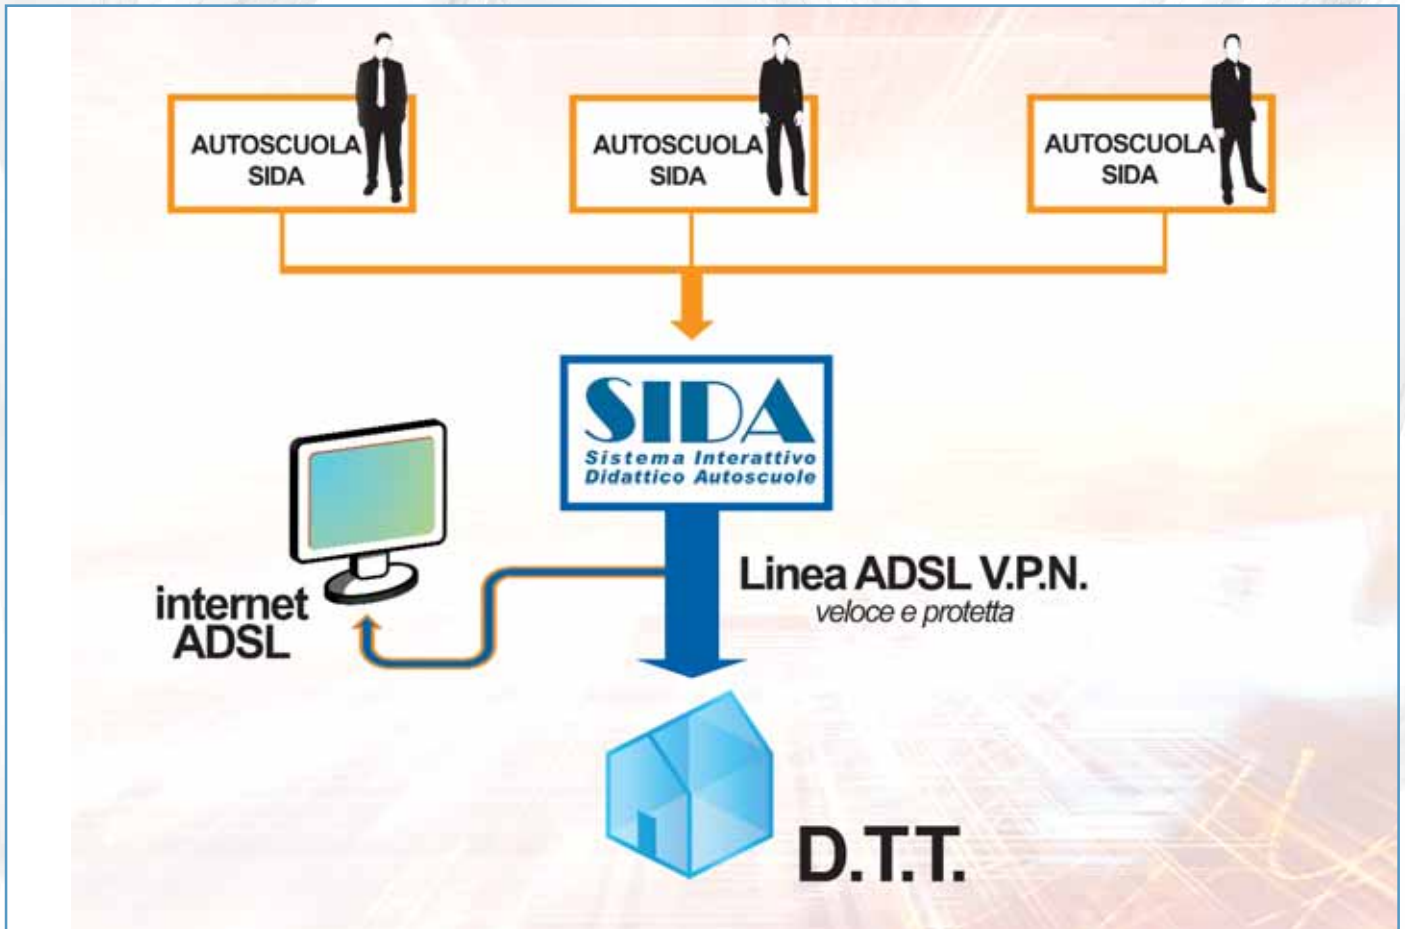 AUTOSCUOLA
SIDA
AUTOSCUOLA
SIDA
AUTOSCUOLA
SIDA
SIDA
Sistema Interattivo
Didattico Autoscuole
Linea ADSL V.P.N.
veloce e protetta
internet
ADSL
D.T.T.